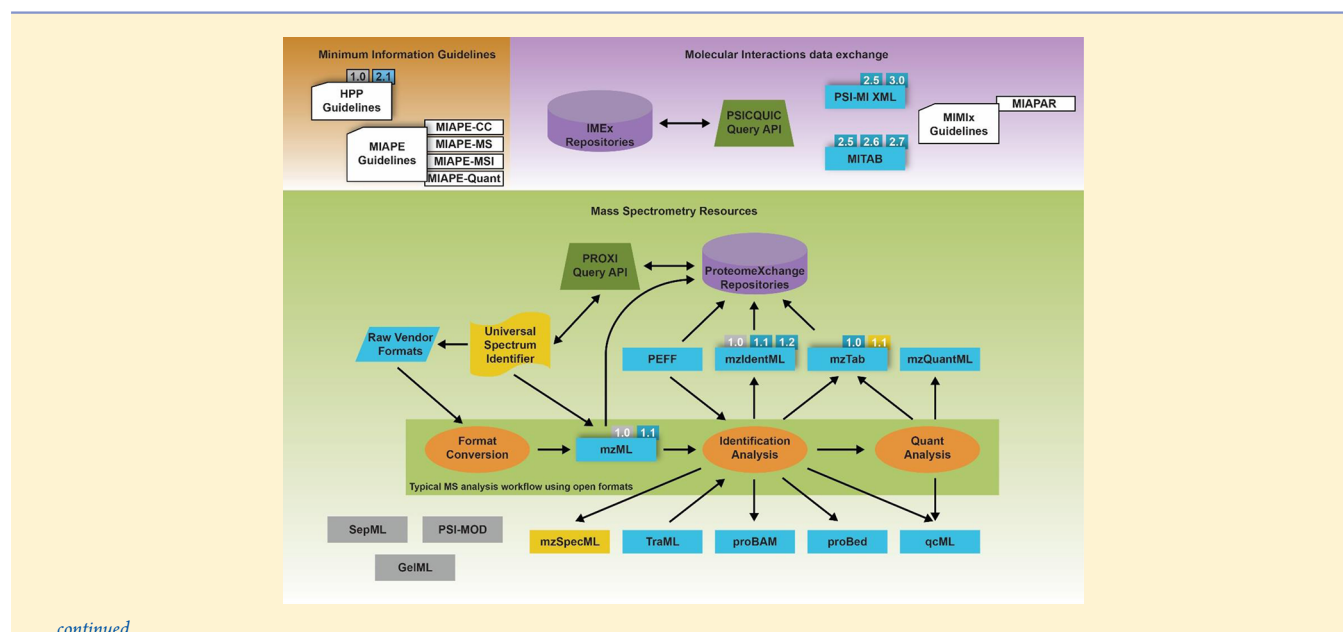 Minimum Information Guidelines
1.0 2.1
HPP
Guidelines
MIAPE
Guidelines
MIAPE-CC
MIAPE-MS
MIAPE-MSI
MIAPE-Quant
Molecular Interactions data exchange
IMEx
Repositories
PSICQUIC
Query API
2.5 3.0
PSI-MI XML
2.5 2.6 2.7
MITAB
MIMIx
Guidelines
MIAPAR
Mass Spectrometry Resources
PROXI
Query API
ProteomeXchange
Repositories
Raw Vendor
Formats
Universal
Spectrum
Identifier
PEFF
1.0 1.1 1.2
mzIdentML
1.0 1.1
mzTab
mzQuantML
Format
Conversion
1.0 1.1
mzML
Identification
Analysis
Quant
Analysis
Typical MS analysis workflow using open formats
SepML
PSI-MOD
GelML
mzSpecML
TraML
proBAM
proBed
qcML
continued